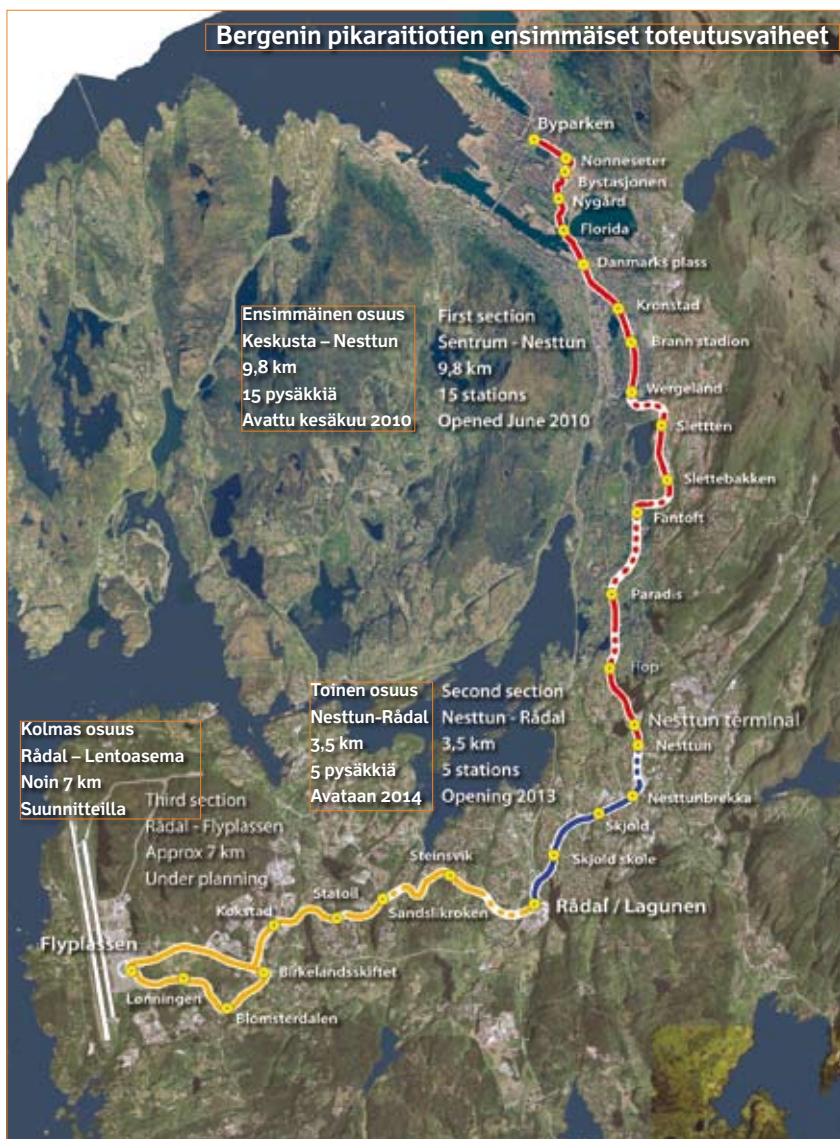 Bergenin pikaraitiotien ensimmäiset toteutusvaiheet
Byparken
Nonneseter
Bystasjonen
Nygård
Florida
Danmarks plass
Kronstad
Brann stadion
Wergeland
Slettten
Slettebakken
Fantoft
Paradis
Hop
Nesttun terminal
Nesttun
Nesttunbrekka
Skjold
Skjold skole
Rådal / Lagunen
Ensimmäinen osuus
Keskusta – Nesttun
9,8 km
15 pysäkkiä
Avattu kesäkuu 2010
First section
Sentrum - Nesttun
9,8 km
15 stations
Opened June 2010
Toinen osuus
Nesttun-Rådal
3,5 km
5 pysäkkiä
Avataan 2014
Second section
Nesttun - Rådal
3,5 km
5 stations
Opening 2013
Kolmas osuus
Rådal – Lentoasema
Noin 7 km
Suunnitteilla
Third section
Rådal - Flyplassen
Approx 7 km
Under planning
Steinsvik
Sandslikroken
Statoil
Kokstad
Birkelandsskiftet
Flyplassen
Lønningen
Blomsterdalen